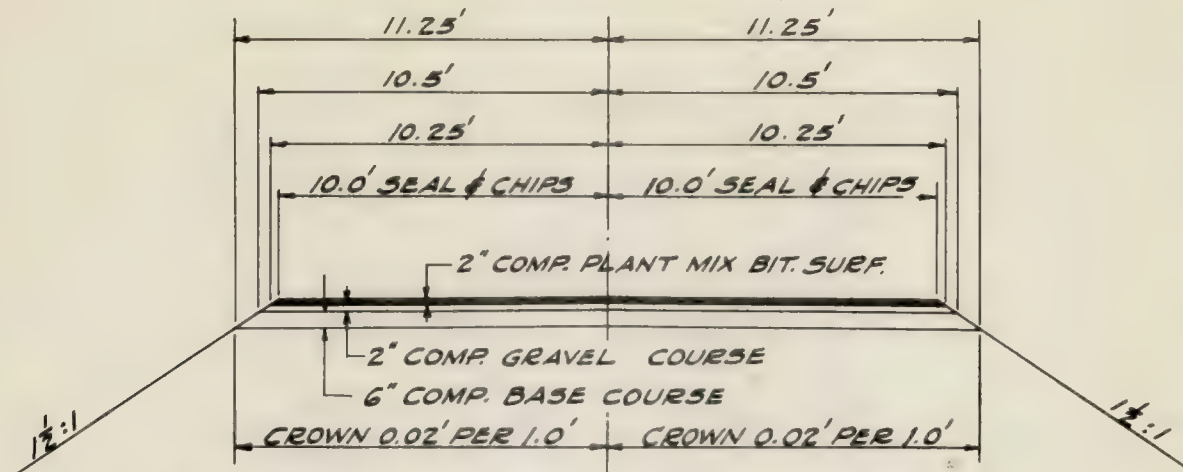 11.25' 11.25'
10.5' 10.5'
10.25' 10.25'
10.0' SEAL & CHIPS 10.0' SEAL & CHIPS
2" COMP. PLANT MIX BIT. SURF.
2" COMP. GRAVEL COURSE
6" COMP. BASE COURSE
1½:1 1½:1
CROWN 0.02' PER 1.0' CROWN 0.02' PER 1.0'